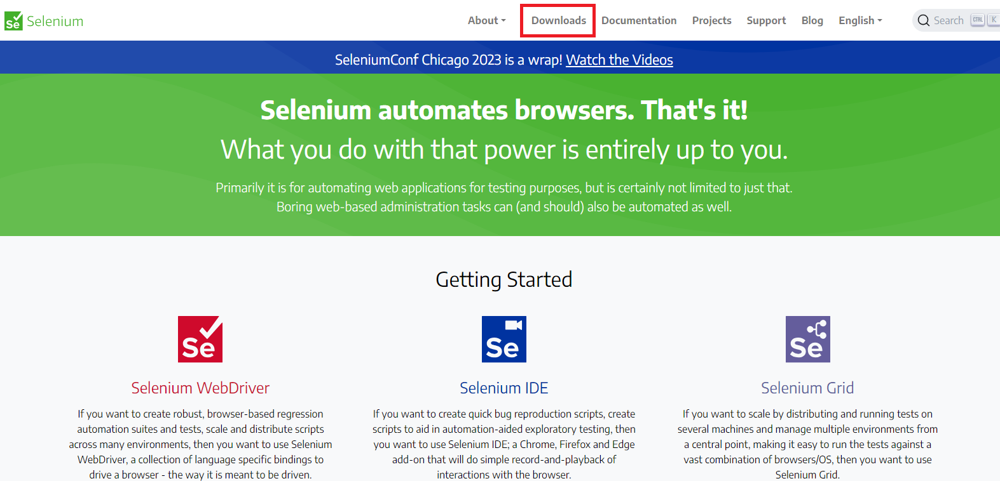 Se Selenium
About Downloads Documentation Projects Support Blog English Search CTRL K
SeleniumConf Chicago 2023 is a wrap! Watch the Videos
Selenium automates browsers. That's it!
What you do with that power is entirely up to you.
Primarily it is for automating web applications for testing purposes, but is certainly not limited to just that.
Boring web-based administration tasks can (and should) also be automated as well.
Getting Started
Se
Selenium WebDriver
If you want to create robust, browser-based regression
automation suites and tests, scale and distribute scripts
across many environments, then you want to use Selenium
WebDriver, a collection of language specific bindings to
drive a browser - the way it is meant to be driven.
Se
Selenium IDE
If you want to create quick bug reproduction scripts, create
scripts to aid in automation-aided exploratory testing, then
you want to use Selenium IDE; a Chrome, Firefox and Edge
add-on that will do simple record-and-playback of
interactions with the browser.
Se
Selenium Grid
If you want to scale by distributing and running tests on
several machines and manage multiple environments from
a central point, making it easy to run the tests against a
vast combination of browsers/OS, then you want to use
Selenium Grid.